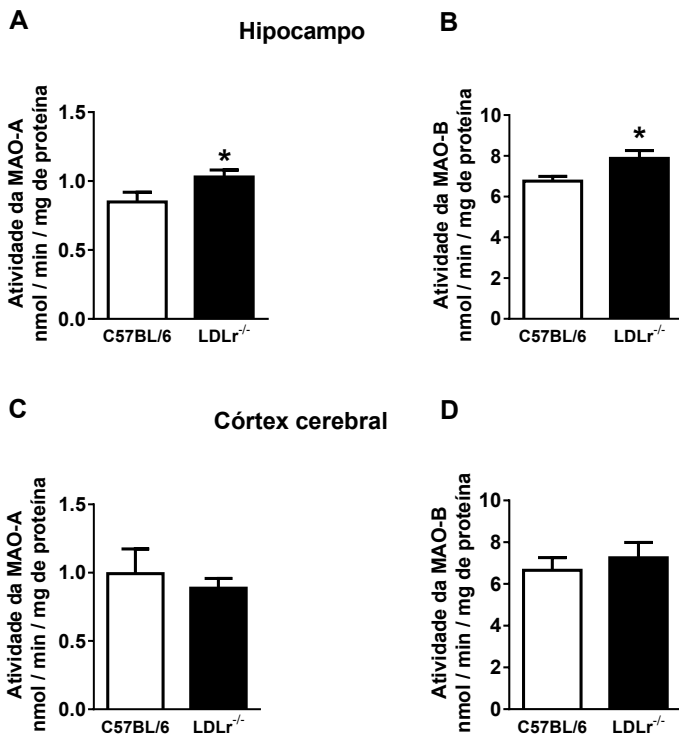 A
Hipocampo
B
Atividade da MAO-A
nmol / min / mg de proteína
1.5
1.0
0.5
0.0
*
C57BL/6
LDLr-/-
Atividade da MAO-B
nmol / min / mg de proteína
10
8
6
4
2
0
*
C57BL/6
LDLr-/-
C
Córtex cerebral
D
Atividade da MAO-A
nmol / min / mg de proteína
1.5
1.0
0.5
0.0
C57BL/6
LDLr-/-
Atividade da MAO-B
nmol / min / mg de proteína
10
8
6
4
2
0
C57BL/6
LDLr-/-